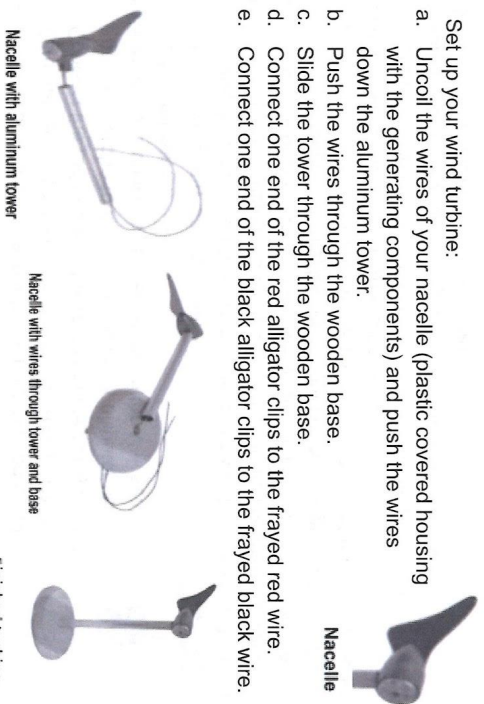 Set up your wind turbine:
a. Uncoil the wires of your nacelle (plastic covered housing
with the generating components) and push the wires
down the aluminum tower.
b. Push the wires through the wooden base.
c. Slide the tower through the wooden base.
d. Connect one end of the red alligator clips to the frayed red wire.
e. Connect one end of the black alligator clips to the frayed black wire.
Nacelle
Nacelle with aluminum tower
Nacelle with wires through tower and base